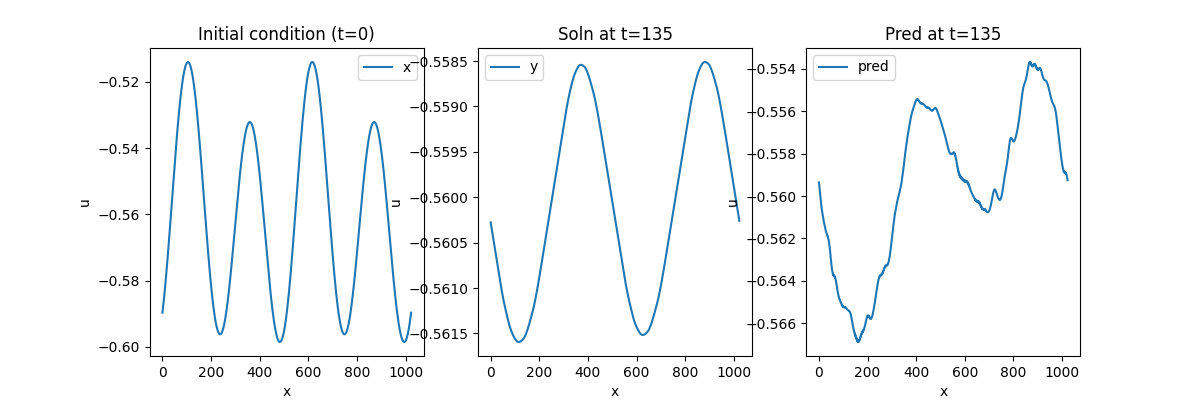 Initial condition (t=0)
x
−0.52
−0.54
−0.56
−0.58
−0.60
u
0 200 400 600 800 1000
x
Soln at t=135
y
−0.5585
−0.5590
−0.5595
−0.5600
−0.5605
−0.5610
−0.5615
u
0 200 400 600 800 1000
x
Pred at t=135
pred
−0.554
−0.556
−0.558
−0.560
−0.562
−0.564
−0.566
u
0 200 400 600 800 1000
x